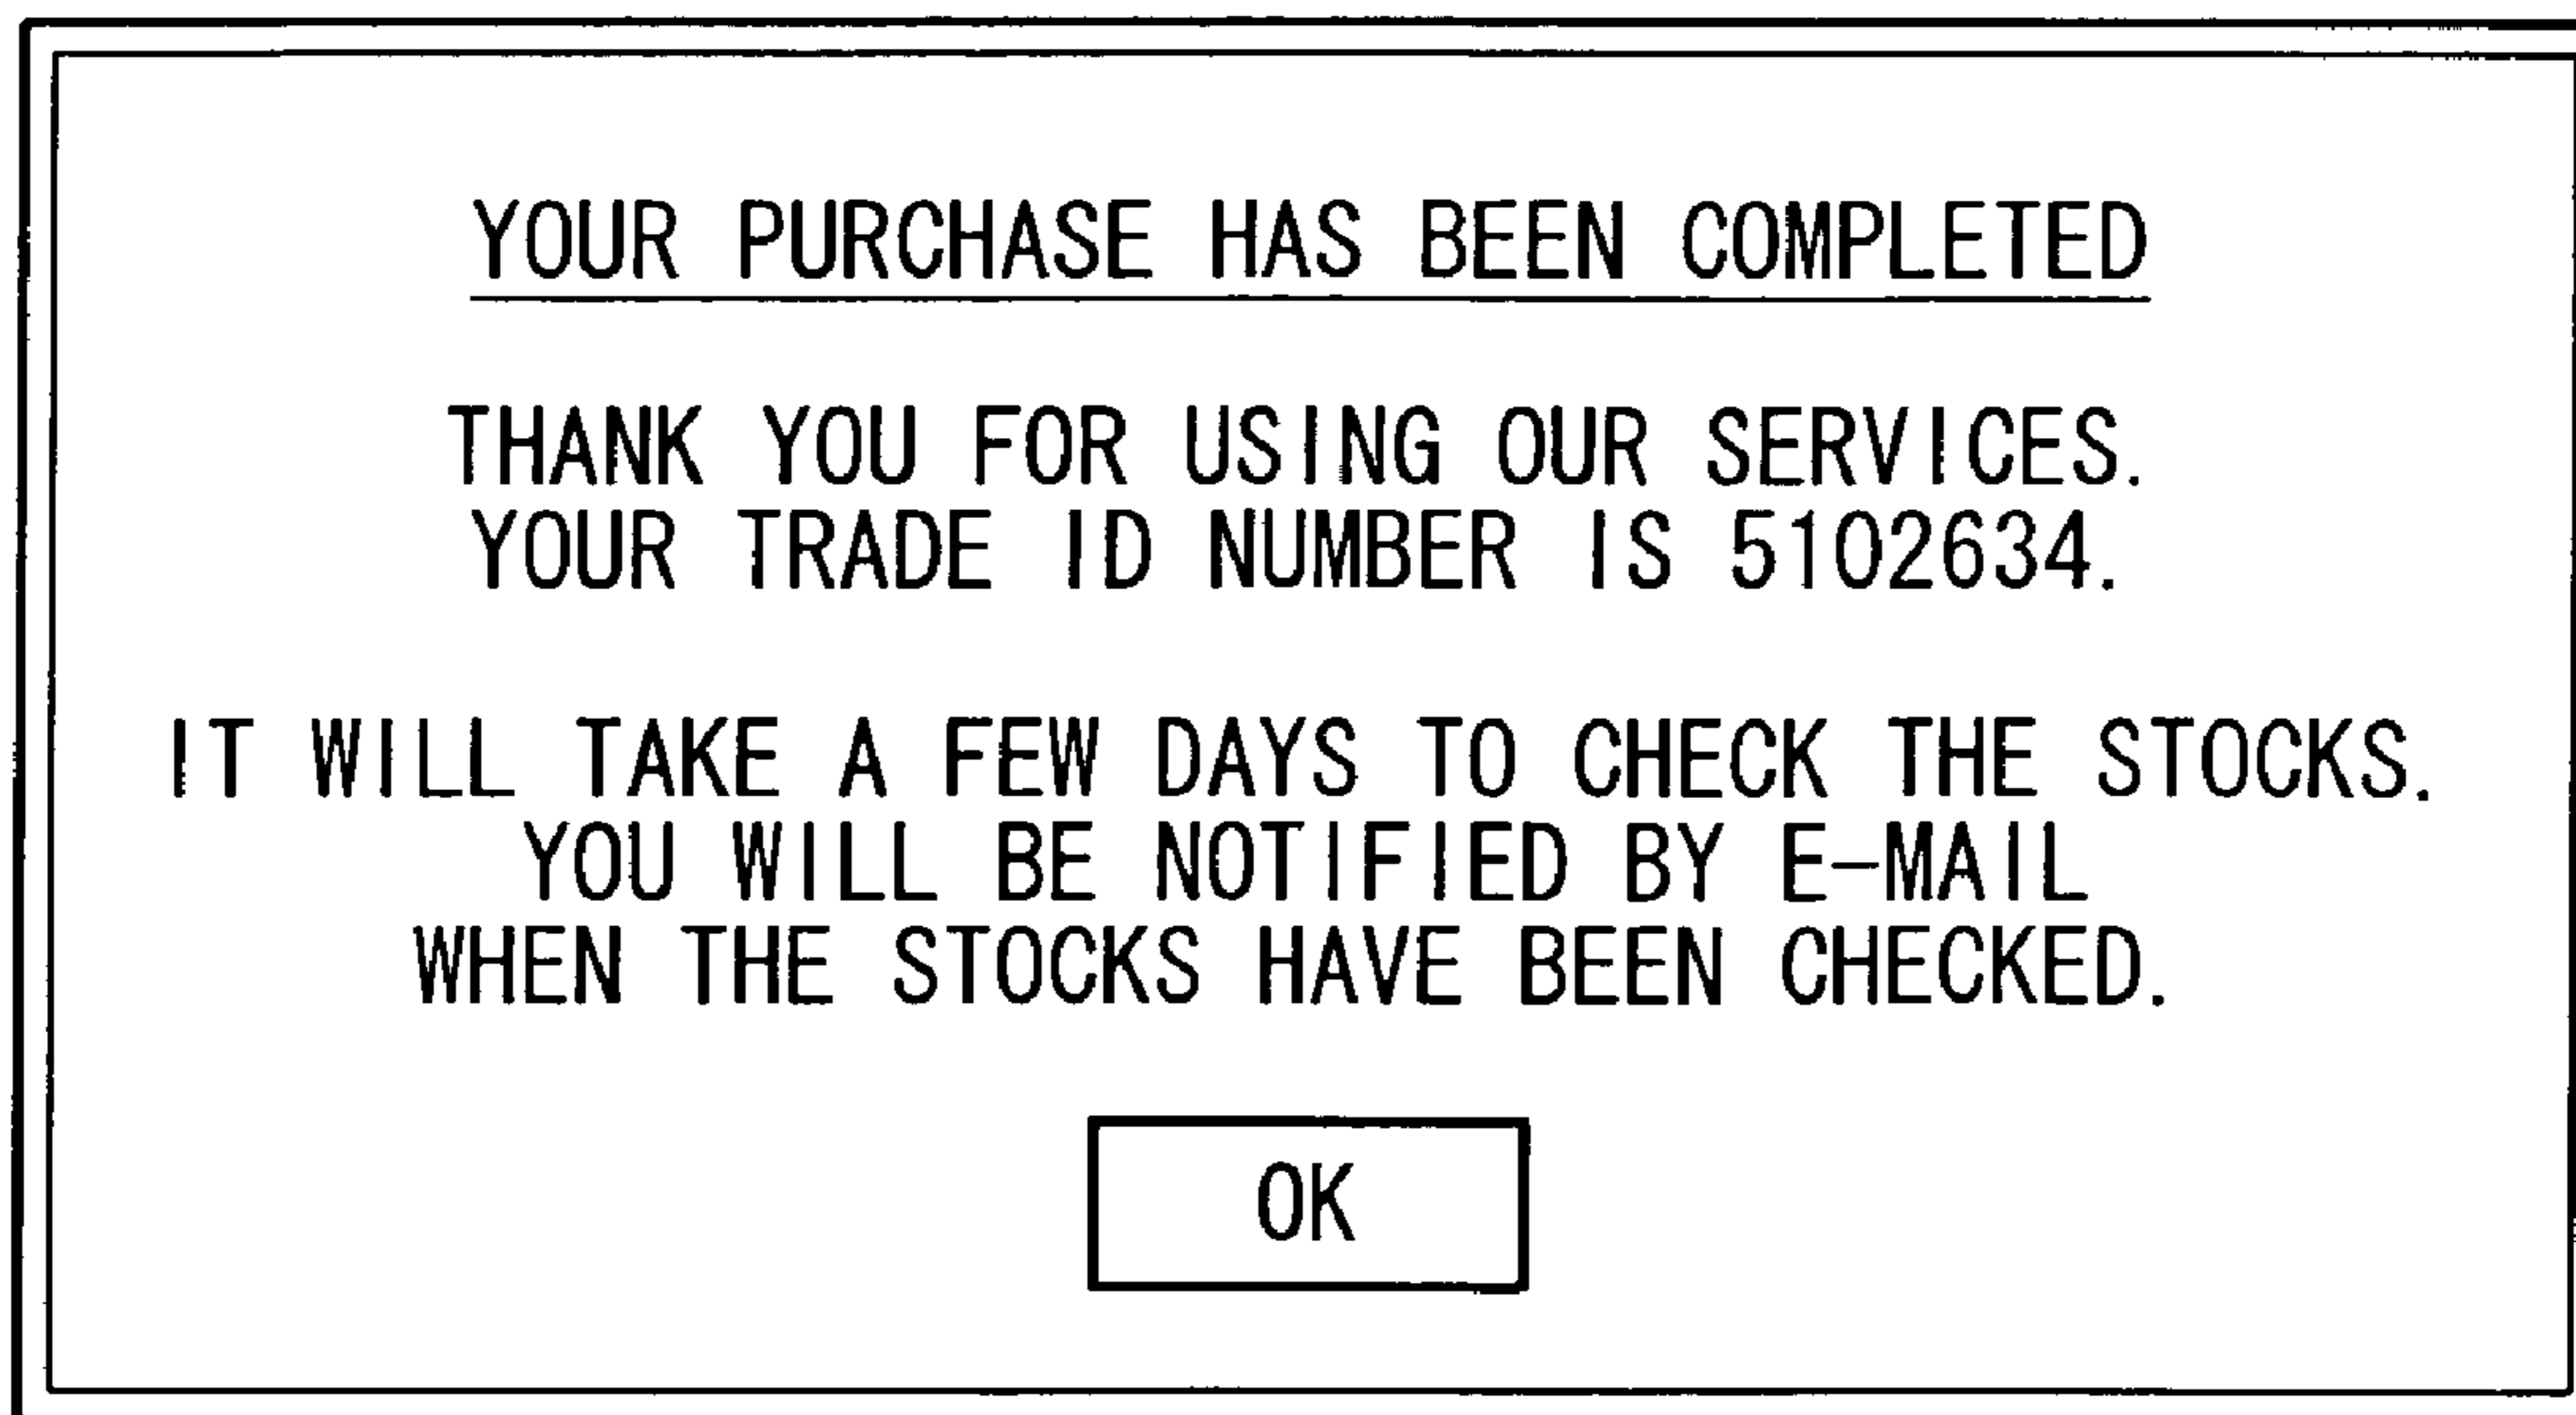 YOUR PURCHASE HAS BEEN COMPLETED
THANK YOU FOR USING OUR SERVICES.
YOUR TRADE ID NUMBER IS 5102634.
IT WILL TAKE A FEW DAYS TO CHECK THE STOCKS.
YOU WILL BE NOTIFIED BY E-MAIL
WHEN THE STOCKS HAVE BEEN CHECKED.
OK